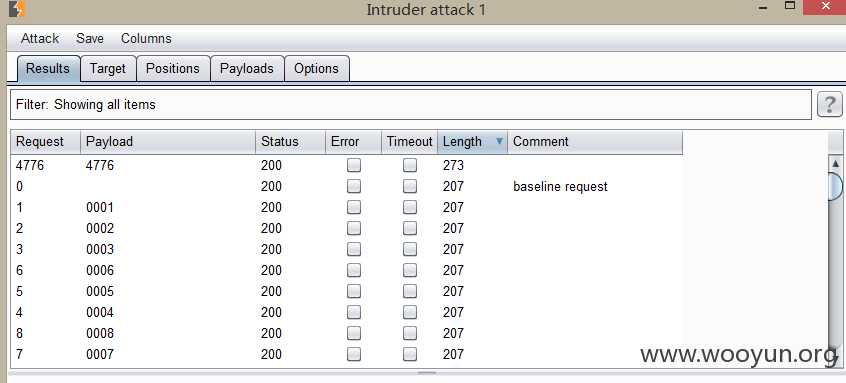 Intruder attack 1
Attack Save Columns
Results Target Positions Payloads Options
Filter: Showing all items
?
Request Payload Status Error Timeout Length Comment
4776 4776 200 273
0 200 207 baseline request
1 0001 200 207
2 0002 200 207
3 0003 200 207
6 0006 200 207
5 0005 200 207
4 0004 200 207
8 0008 200 207
7 0007 200 207
www.wooyun.org